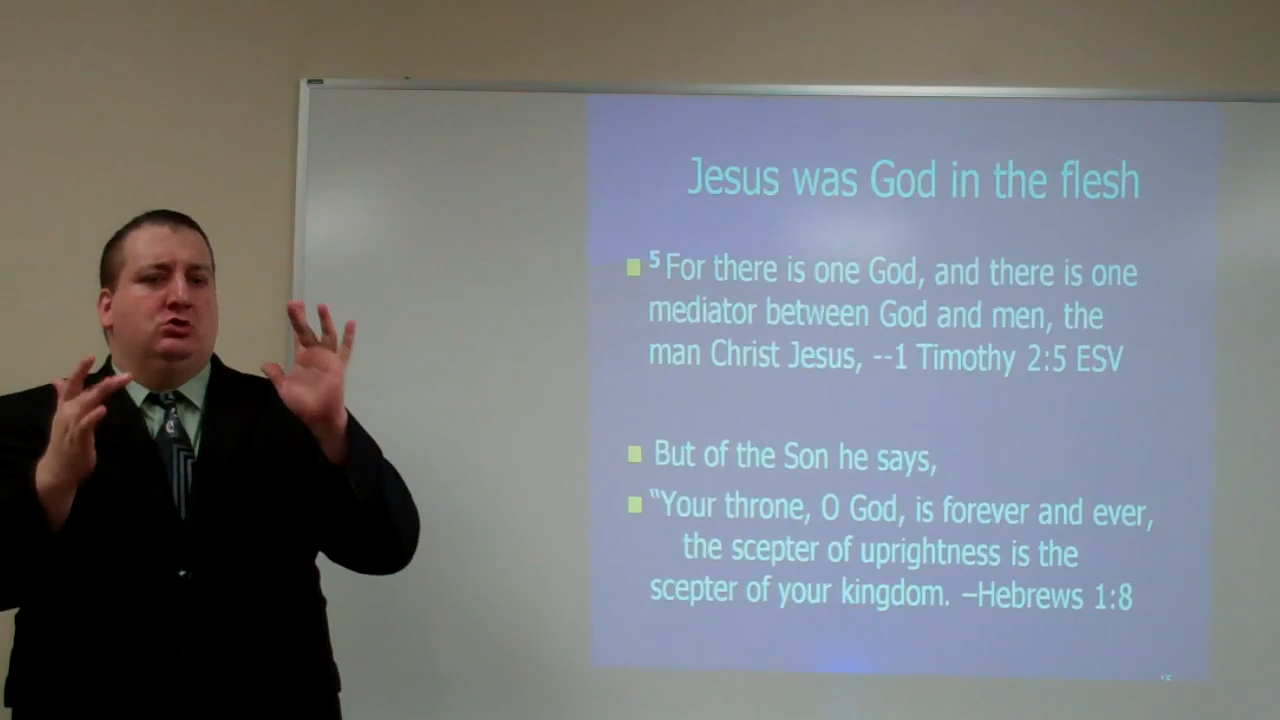 Jesus was God in the flesh
5 For there is one God, and there is one
mediator between God and men, the
man Christ Jesus, --1 Timothy 2:5 ESV
But of the Son he says,
“Your throne, O God, is forever and ever,
the scepter of uprightness is the
scepter of your kingdom. –Hebrews 1:8